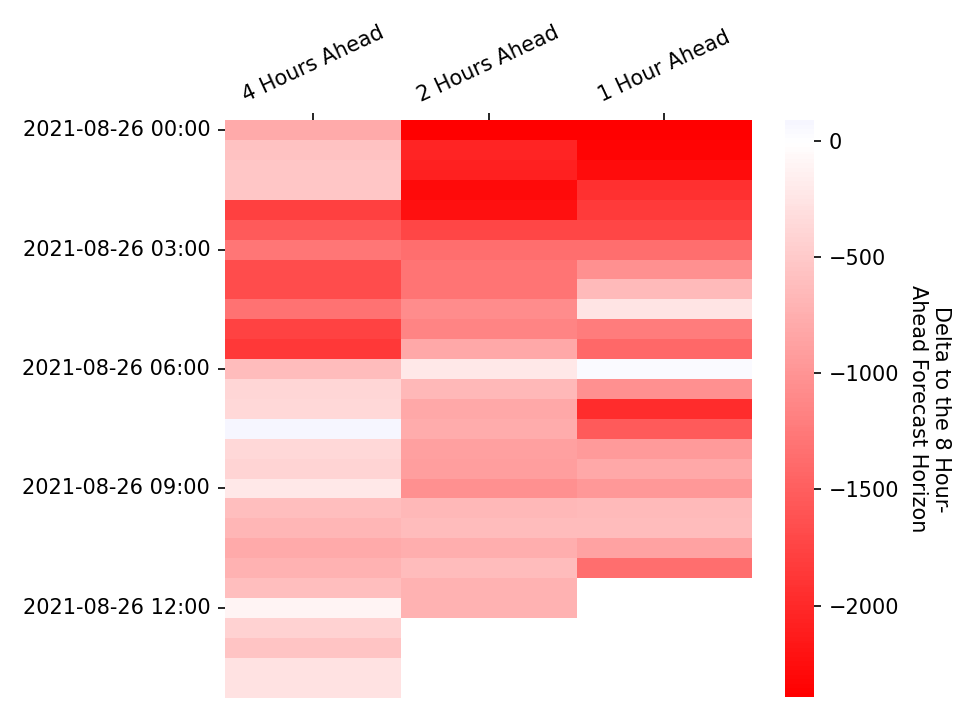 4 Hours Ahead
2 Hours Ahead
1 Hour Ahead
2021-08-26 00:00
2021-08-26 03:00
2021-08-26 06:00
2021-08-26 09:00
2021-08-26 12:00
0
−500
−1000
−1500
−2000
Delta to the 8 Hour-
Ahead Forecast Horizon